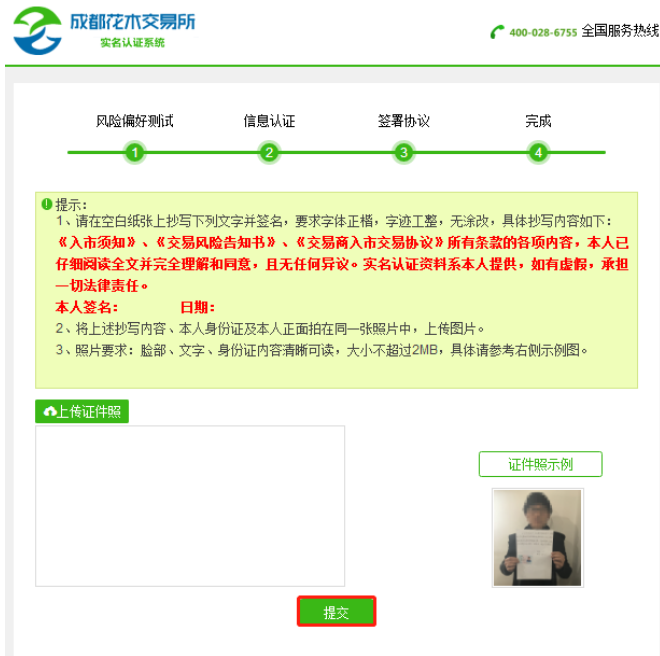 成都花木交易所
实名认证系统
400-028-6755 全国服务热线
风险偏好测试 信息认证 签署协议 完成
1 2 3 4
提示:
1、请在空白纸张上抄写下列文字并签名，要求字体正楷，字迹工整，无涂改，具体抄写内容如下：
《入市须知》、《交易风险告知书》、《交易商入市交易协议》所有条款的各项内容，本人已
仔细阅读全文并完全理解和同意，且无任何异议。实名认证资料系本人提供，如有虚假，承担
一切法律责任。
本人签名： 日期：
2、将上述抄写内容、本人身份证及本人正面拍在同一张照片中，上传图片。
3、照片要求：脸部、文字、身份证内容清晰可读，大小不超过2MB，具体请参考右侧示例图。
上传证件照
证件照示例
提交